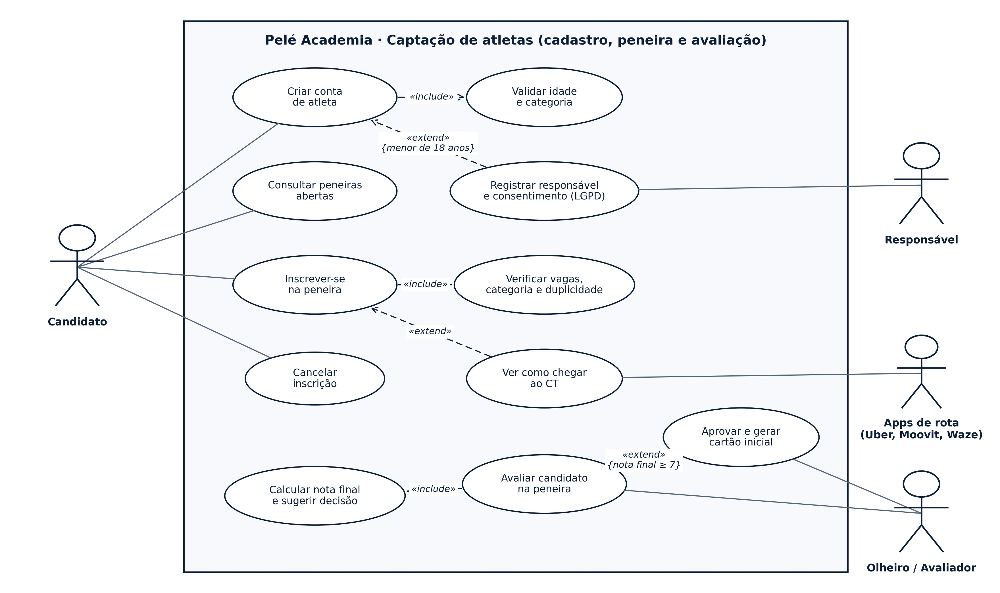 Pelé Academia · Captação de atletas (cadastro, peneira e avaliação)
Criar conta
de atleta
«include»
Validar idade
e categoria
«extend»
{menor de 18 anos}
Consultar peneiras
abertas
Registrar responsável
e consentimento (LGPD)
Responsável
Inscrever-se
na peneira
«include»
Verificar vagas,
categoria e duplicidade
Candidato
«extend»
Cancelar
inscrição
Ver como chegar
ao CT
Apps de rota
(Uber, Moovit, Waze)
Aprovar e gerar
cartão inicial
«extend»
{nota final ≥ 7}
Calcular nota final
e sugerir decisão
«include»
Avaliar candidato
na peneira
Olheiro / Avaliador